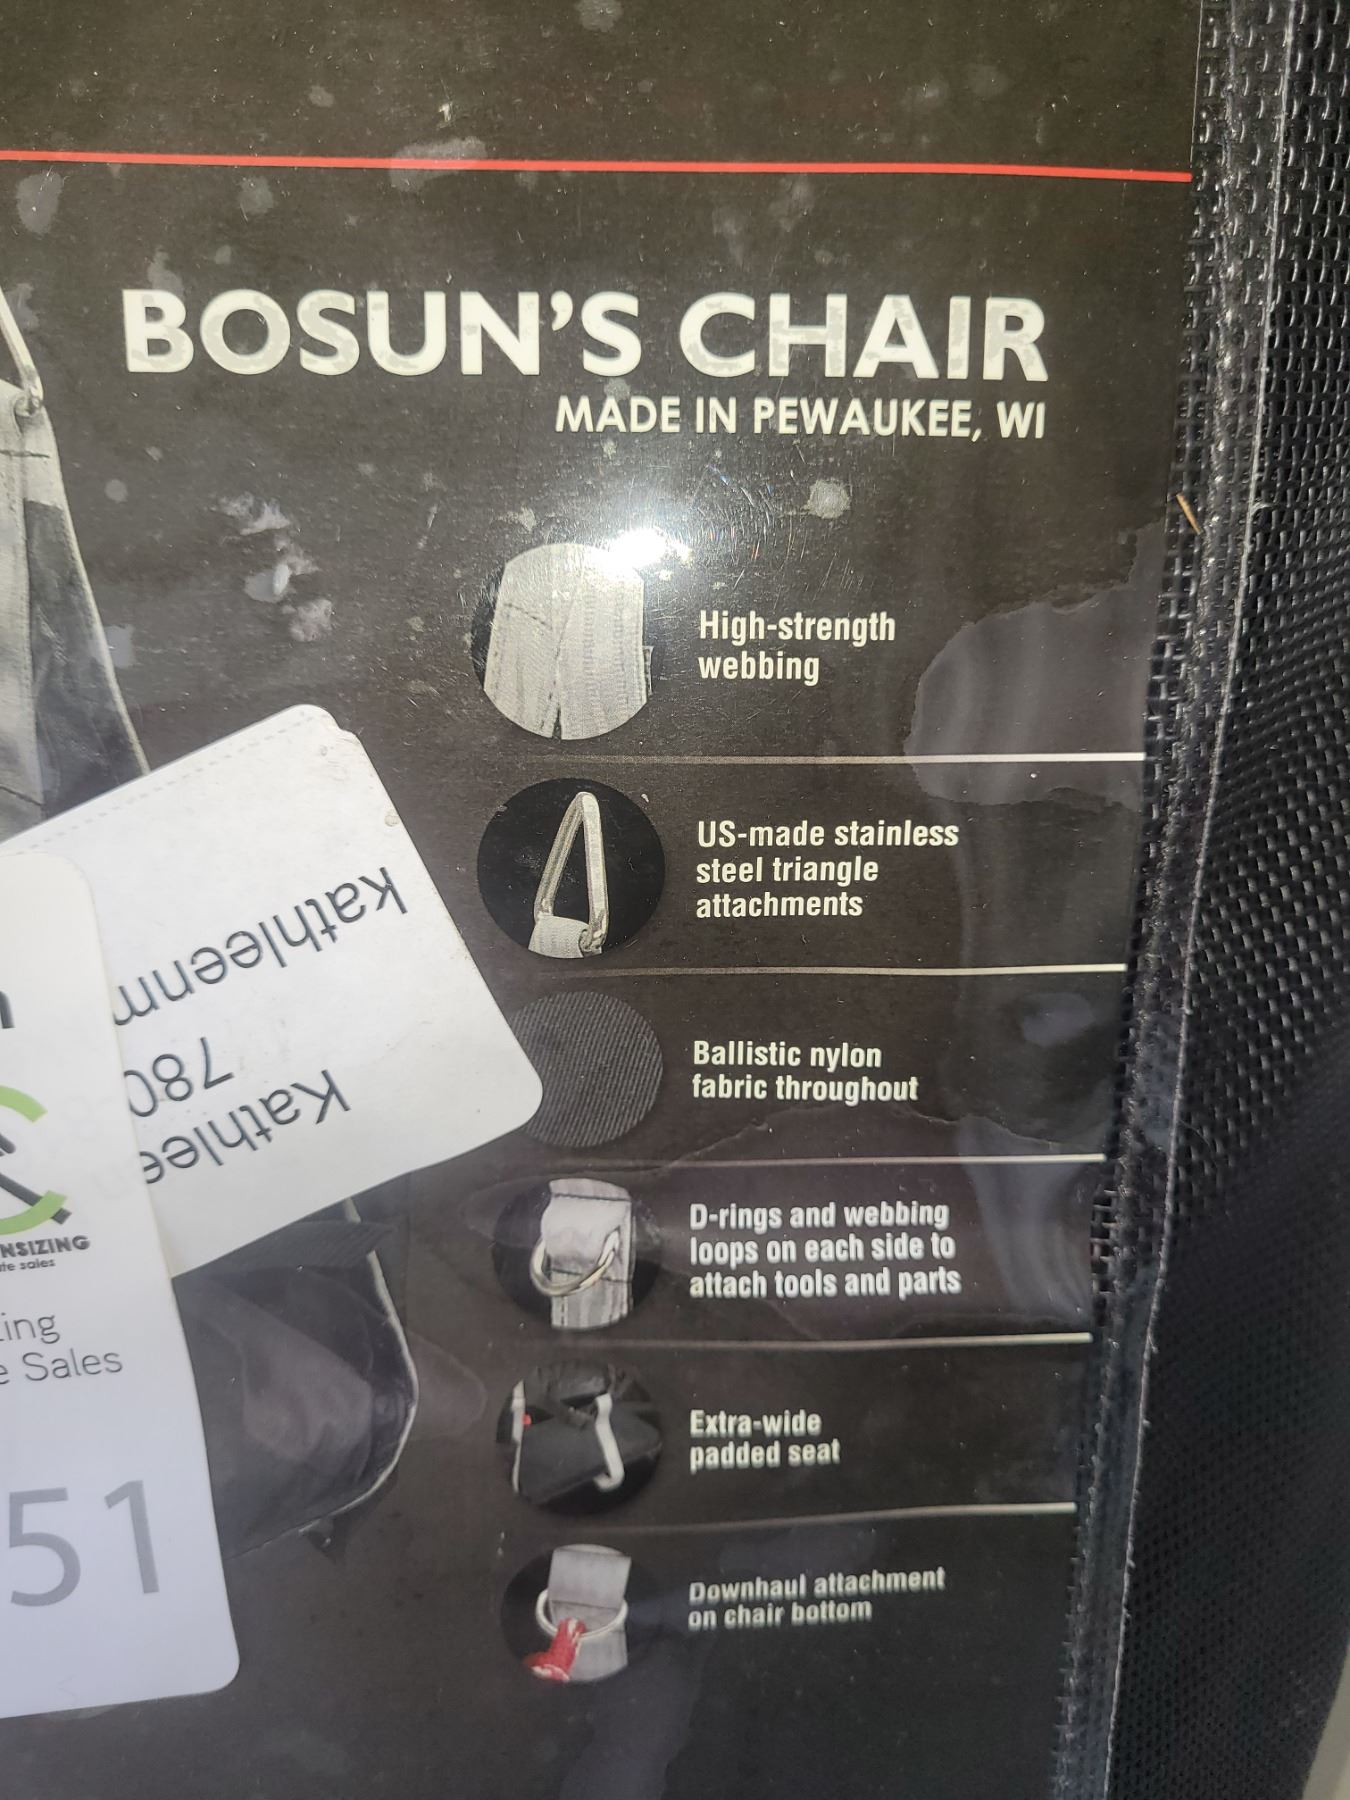 BOSUN'S CHAIR
MADE IN PEWAUKEE, WI
High-strength
webbing
US-made stainless
steel triangle
attachments
Ballistic nylon
fabric throughout
D-rings and webbing
loops on each side to
attach tools and parts
Extra-wide
padded seat
Downhaul attachment
on chair bottom
Kathlee
780
kathleenm
NSIZING
te sales
ing
e Sales
51